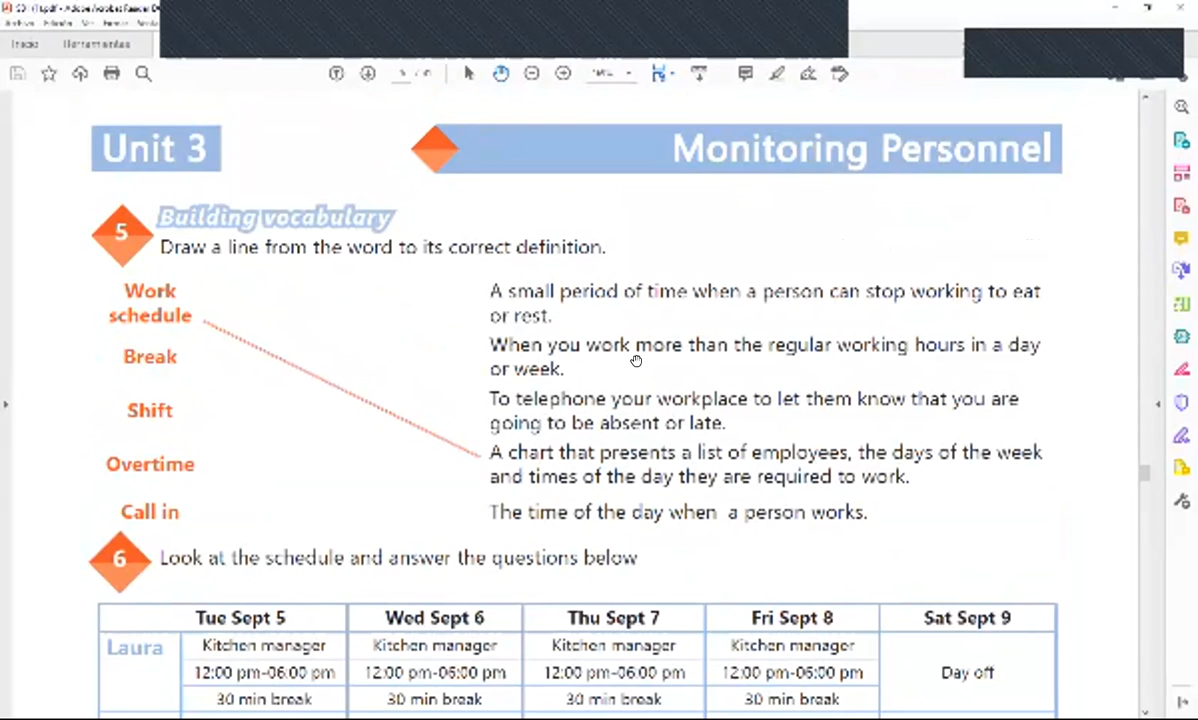 Inicio Herramientas
Unit 3
Monitoring Personnel
5 Building vocabulary
Draw a line from the word to its correct definition.
Work
schedule
A small period of time when a person can stop working to eat
or rest.
Break
When you work more than the regular working hours in a day
or week.
Shift
To telephone your workplace to let them know that you are
going to be absent or late.
Overtime
A chart that presents a list of employees, the days of the week
and times of the day they are required to work.
Call in
The time of the day when a person works.
6 Look at the schedule and answer the questions below
Tue Sept 5 Wed Sept 6 Thu Sept 7 Fri Sept 8 Sat Sept 9
Laura Kitchen manager Kitchen manager Kitchen manager Kitchen manager
12:00 pm-06:00 pm 12:00 pm-06:00 pm 12:00 pm-06:00 pm 12:00 pm-06:00 pm Day off
30 min break 30 min break 30 min break 30 min break